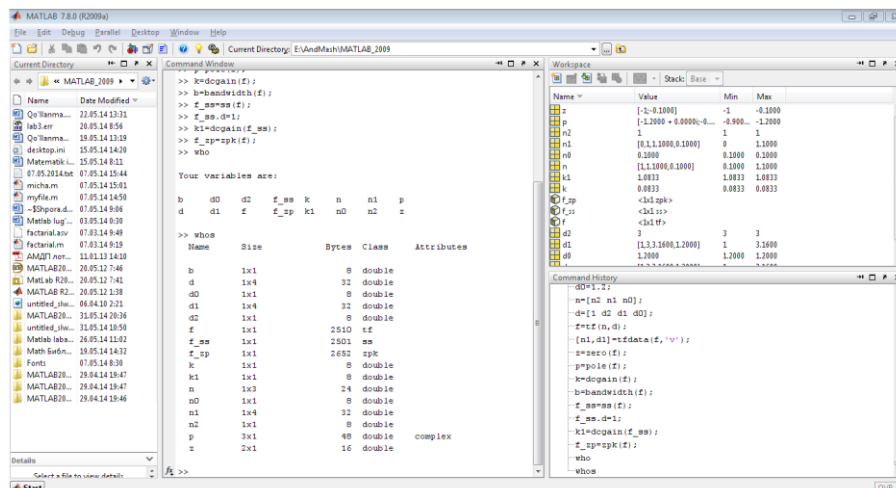 MATLAB 7.8.0 (R2009a)
File Edit Debug Parallel Desktop Window Help
Current Directory: E:\AndMash\MATLAB_2009
Current Directory
« MATLAB_2009
Name Date Modified
Qo'llanma... 22.05.14 13:31
lab3.err 20.05.14 8:56
Qo'llanma... 19.05.14 13:19
desktop.ini 15.05.14 14:20
Matematik i... 15.05.14 8:11
07.05.2014.txt 07.05.14 15:44
micha.m 07.05.14 15:01
myfile.m 07.05.14 14:50
~$Shpora.d... 07.05.14 9:06
Matlab lug'... 03.05.14 0:30
factarial.asv 07.03.14 9:49
factarial.m 07.03.14 9:19
АМДП лот... 11.01.13 14:10
MATLAB20... 20.05.12 7:46
MatLab R20... 20.05.12 7:41
MATLAB R2... 20.05.12 1:38
untitled_slw... 06.04.10 2:21
MATLAB20... 31.05.14 20:36
untitled_slw... 31.05.14 10:50
Matlab laba... 26.05.14 11:02
Math Библ... 19.05.14 14:32
Fonts 07.05.14 8:30
MATLAB20... 29.04.14 19:47
MATLAB20... 29.04.14 19:47
MATLAB20... 29.04.14 19:46
Details
Select a file to view details
Start
Command Window
>> p=pole(f);
>> k=dcgain(f);
>> b=bandwidth(f);
>> f_ss=ss(f);
>> f_ss.d=1;
>> k1=dcgain(f_ss);
>> f_zp=zpk(f);
>> who
Your variables are:
b d0 d2 f_ss k n n1 p
d d1 f f_zp k1 n0 n2 z
>> whos
Name Size Bytes Class Attributes
b 1x1 8 double
d 1x4 32 double
d0 1x1 8 double
d1 1x4 32 double
d2 1x1 8 double
f 1x1 2510 tf
f_ss 1x1 2501 ss
f_zp 1x1 2652 zpk
k 1x1 8 double
k1 1x1 8 double
n 1x3 24 double
n0 1x1 8 double
n1 1x4 32 double
n2 1x1 8 double
p 3x1 48 double complex
z 2x1 16 double
fx >>
Workspace
Stack: Base
Name Value Min Max
z [-1;-0.1000] -1 -0.1000
p [-1.2000 + 0.0000i;-0.... -0.900... -1.2000
n2 1 1 1
n1 [0,1,1.1000,0.1000] 0 1.1000
n0 0.1000 0.1000 0.1000
n [1,1.1000,0.1000] 0.1000 1.1000
k1 1.0833 1.0833 1.0833
k 0.0833 0.0833 0.0833
f_zp <1x1 zpk>
f_ss <1x1 ss>
f <1x1 tf>
d2 3 3 3
d1 [1,3,3.1600,1.2000] 1 3.1600
d0 1.2000 1.2000 1.2000
Command History
d0=1.2;
n=[n2 n1 n0];
d=[1 d2 d1 d0];
f=tf(n,d);
[n1,d1]=tfdata(f,'v');
z=zero(f);
p=pole(f);
k=dcgain(f);
b=bandwidth(f);
f_ss=ss(f);
f_ss.d=1;
k1=dcgain(f_ss);
f_zp=zpk(f);
who
whos
OVR